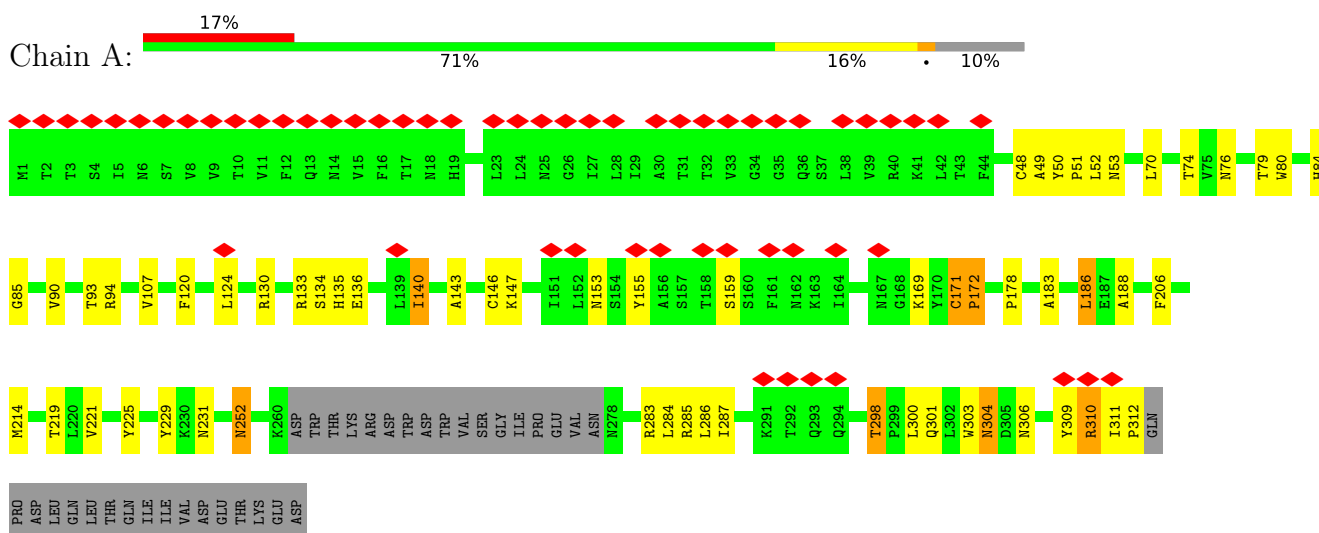 17%
Chain A:
71% 16% • 10%
M1 T2 T3 S4 I5 N6 S7 V8 V9 T10 V11 F12 Q13 N14 V15 F16 T17 N18 H19 L23 L24 N25 G26 I27 L28 I29 A30 T31 T32 V33 G34 G35 Q36 S37 L38 V39 R40 K41 L42 T43 F44 C48 A49 Y50 P51 L52 N53 L70 T74 V75 N76 T79 W80 H84
G85 V90 T93 R94 V107 F120 L124 R130 R133 S134 H135 E136 L139 I140 A143 C146 K147 I151 L152 N153 S154 Y155 A156 S157 T158 S159 S160 F161 N162 K163 I164 N167 G168 K169 Y170 C171 P172 P178 A183 L186 E187 A188 F206
M214 T219 L220 V221 Y225 Y229 K230 N231 N252 K260 ASP TRP THR LYS ARG ASP TRP ASP TRP VAL SER GLY ILE PRO GLU VAL ASN N278 R283 L284 R285 L286 I287 K291 T292 Q293 Q294 T298 P299 L300 Q301 L302 W303 N304 D305 N306 Y309 R310 I311 P312 GLN
PRO ASP LEU GLN LEU THR GLN ILE ILE VAL ASP GLU THR LYS GLU ASP